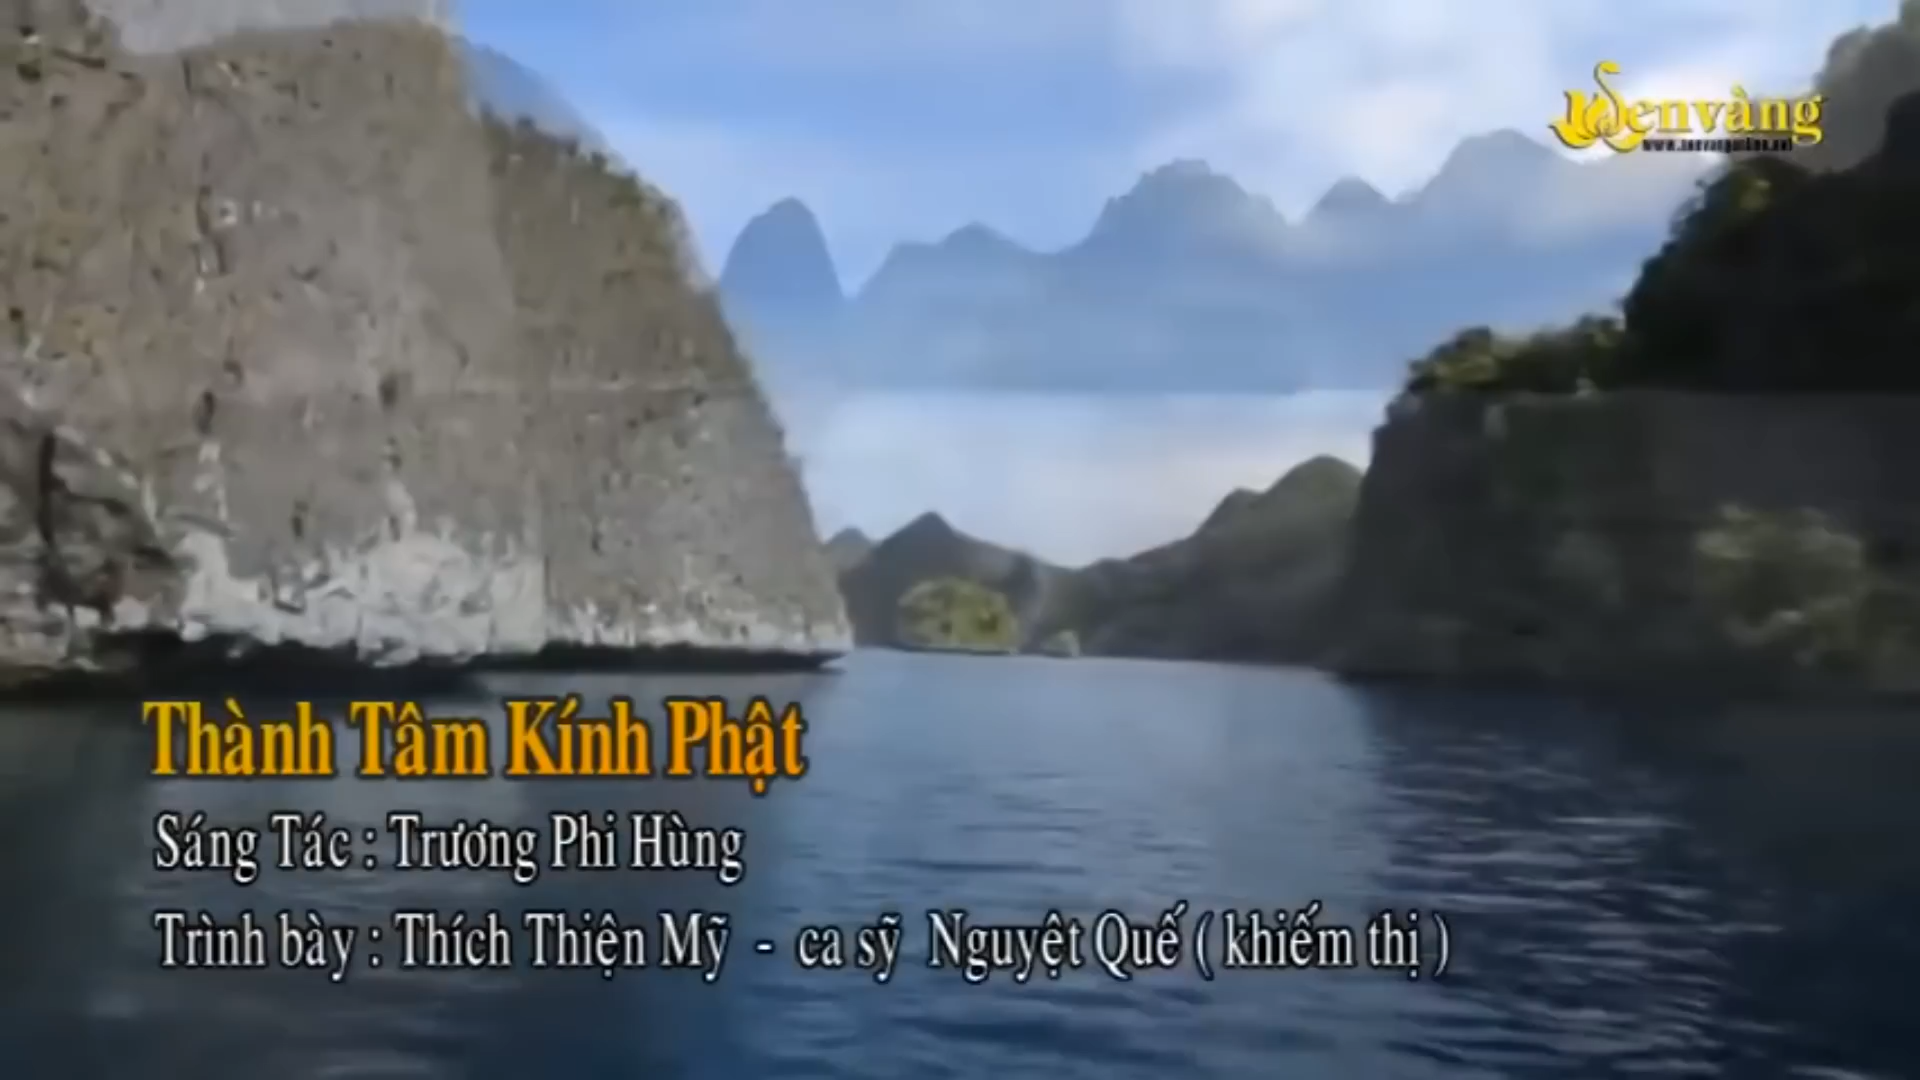 Senvàng
Thành Tâm Kính Phật
Sáng Tác : Trương Phi Hùng
Trình bày : Thích Thiện Mỹ - ca sỹ Nguyệt Quế ( khiếm thị )